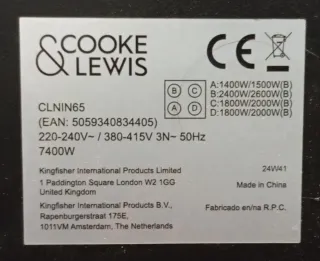 & COOKE
LEWIS
CE
B C
A D
A:1400W/1500W(B)
B:2400W/2600W(B)
C:1800W/2000W(B)
D:1800W/2000W(B)
CLNIN65
(EAN: 5059340834405)
220-240V~ / 380-415V 3N~ 50Hz
7400W
Kingfisher International Products Limited
24W41
1 Paddington Square London W2 1GG
Made in China
United Kingdom
Kingfisher International Products B.V.,
Fabricado en/na R.P.C.
Rapenburgerstraat 175E,
1011VM Amsterdam, The Netherlands